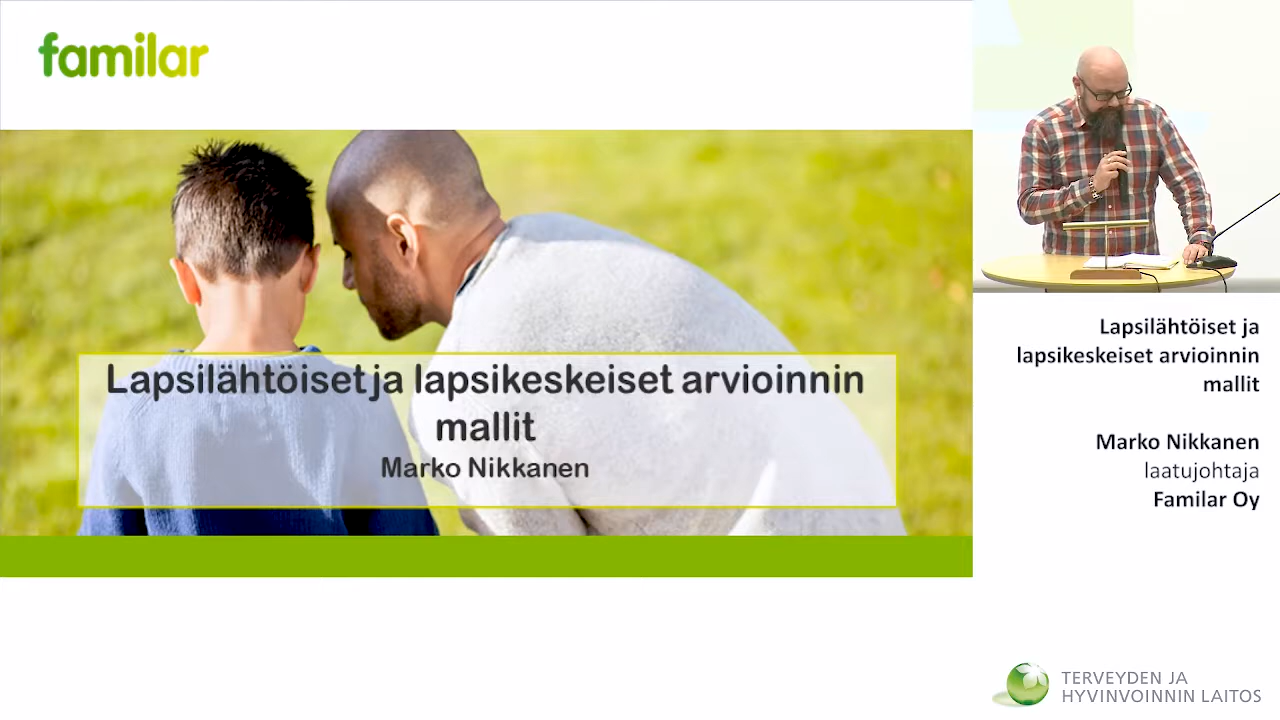 familar
Lapsilähtöiset ja lapsikeskeiset arvioinnin
mallit
Marko Nikkanen
Lapsilähtöiset ja
lapsikeskeiset arvioinnin
mallit
Marko Nikkanen
laatujohtaja
Familar Oy
TERVEYDEN JA
HYVINVOINNIN LAITOS